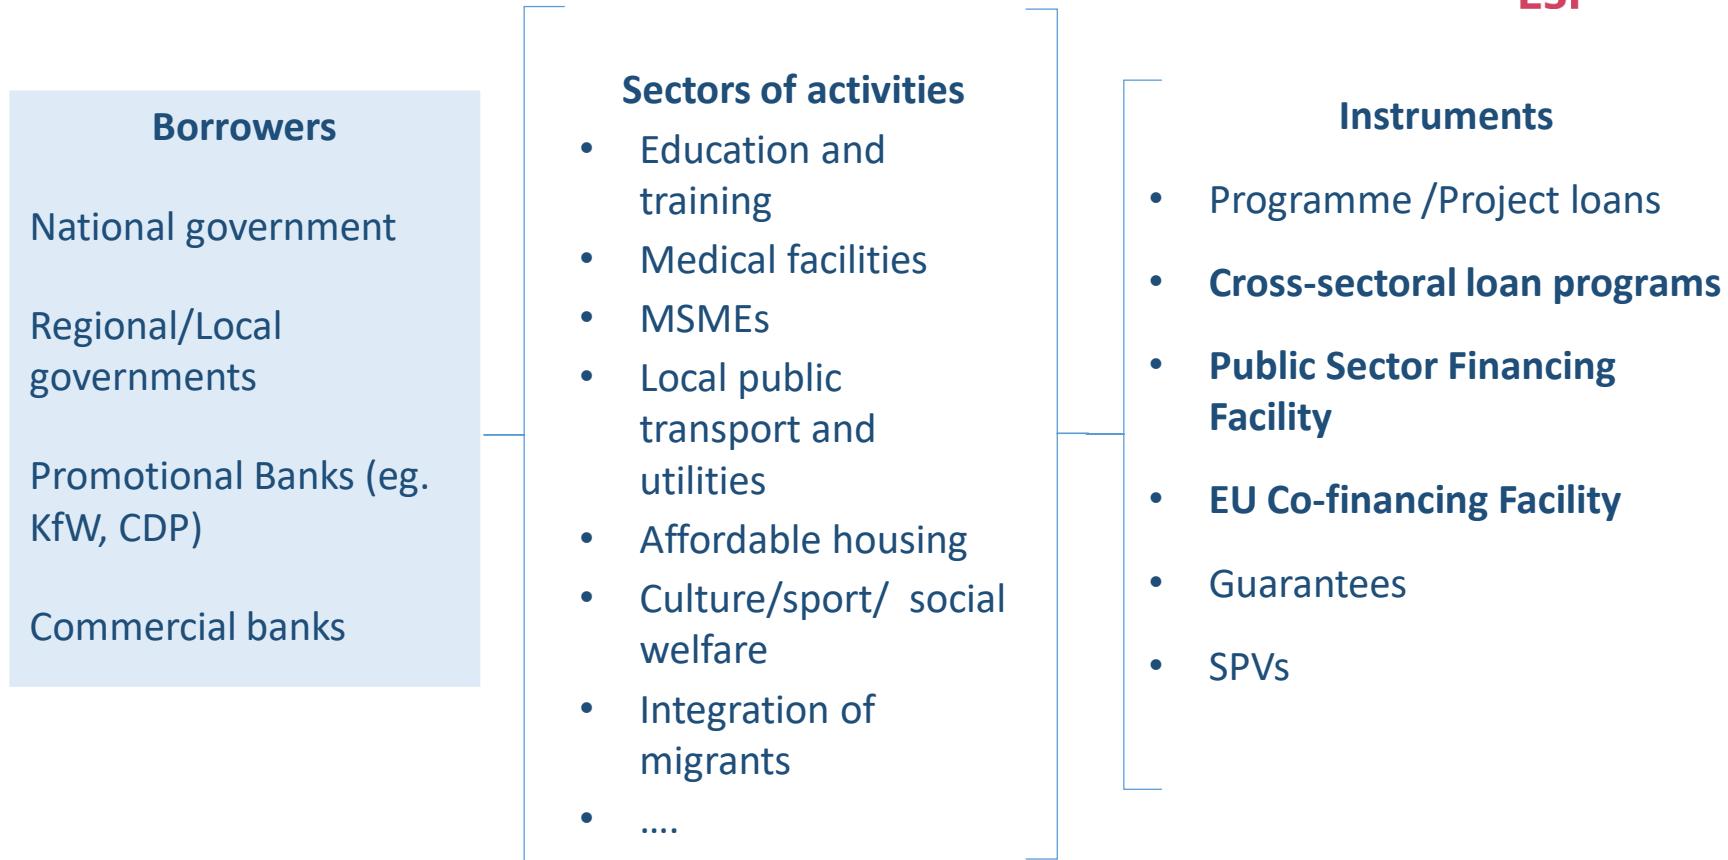 Borrowers
National government
Regional/Local
governments
Promotional Banks (eg.
KfW, CDP)
Commercial banks
Sectors of activities
• Education and
training
• Medical facilities
• MSMEs
• Local public
transport and
utilities
• Affordable housing
• Culture/sport/ social
welfare
• Integration of
migrants
• ....
Instruments
• Programme /Project loans
• Cross-sectoral loan programs
• Public Sector Financing
Facility
• EU Co-financing Facility
• Guarantees
• SPVs